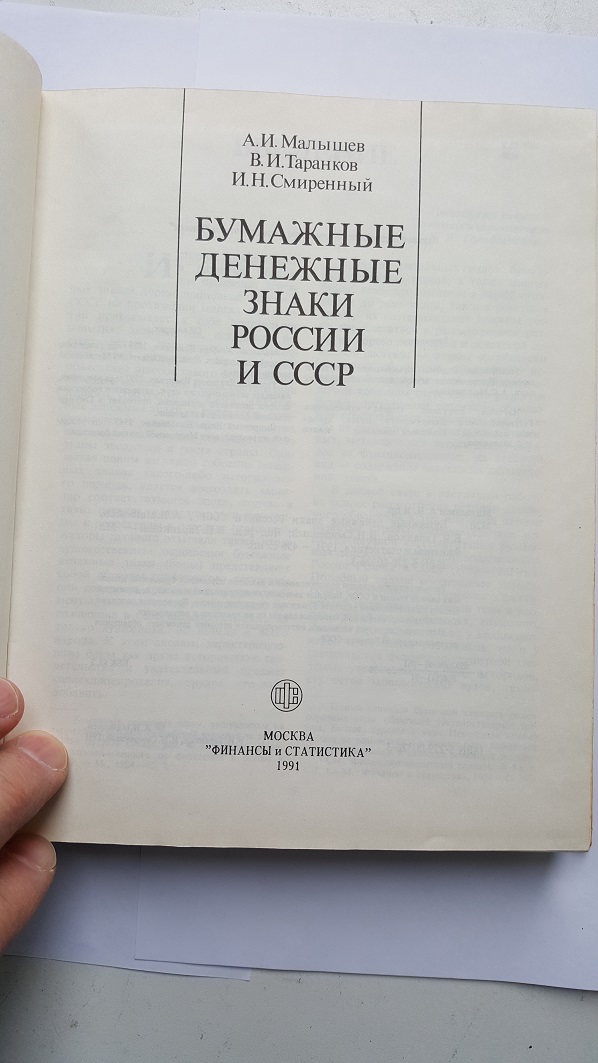 А.И.Малышев
В.И.Таранков
И.Н.Смиренный
БУМАЖНЫЕ
ДЕНЕЖНЫЕ
ЗНАКИ
РОССИИ
И СССР
МОСКВА
"ФИНАНСЫ и СТАТИСТИКА"
1991